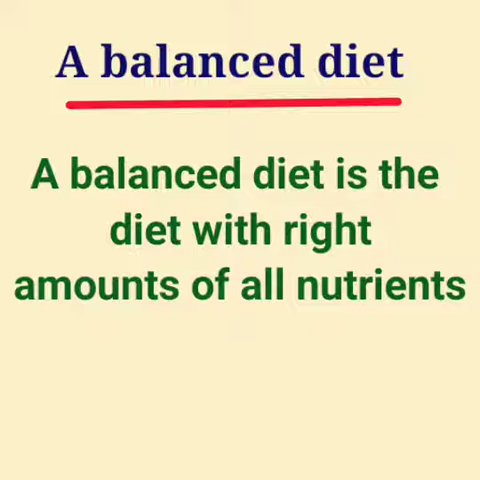 A balanced diet
A balanced diet is the
diet with right
amounts of all nutrients